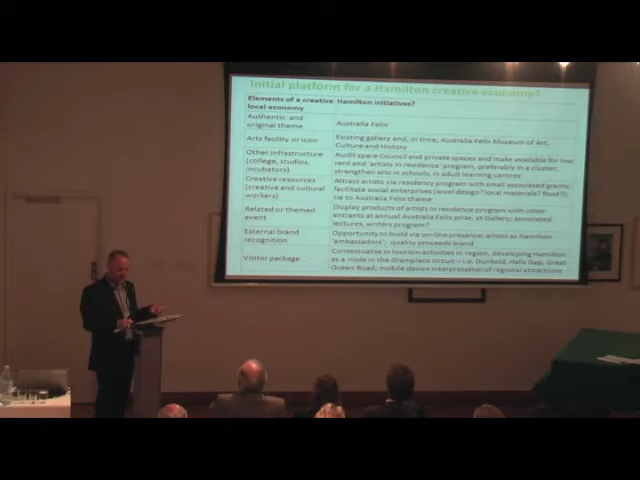 Initial platform for a Hamilton creative economy?
Elements of a creative Hamilton initiatives?
local economy
Authentic and
original theme
Australia Felix
Arts facility or icon
Existing gallery and, in time, Australia Felix Museum of Art,
Culture and History
Other infrastructure
(college, studios,
incubators)
Audit spare Council and private spaces and make available for low
rent and 'artists in residence' program, preferably in a cluster;
strengthen arts in schools, in adult learning centres
Creative resources
(creative and cultural
workers)
Attract artists via residency program with small associated grants;
facilitate social enterprises (wool design? local materials? food?);
tie to Australia Felix theme
Related or themed
event
Display products of artists in residence program with other
entrants at annual Australia Felix prize, at Gallery; associated
lectures, writers program?
External brand
recognition
Opportunity to build via on-line presence; artists as Hamilton
'ambassadors'; quality proceeds brand
Visitor package
Contextualise in tourism activities in region, developing Hamilton
as a node in the Grampians circuit – i.e. Dunkeld, Halls Gap, Great
Ocean Road; mobile device interpretation of regional attractions